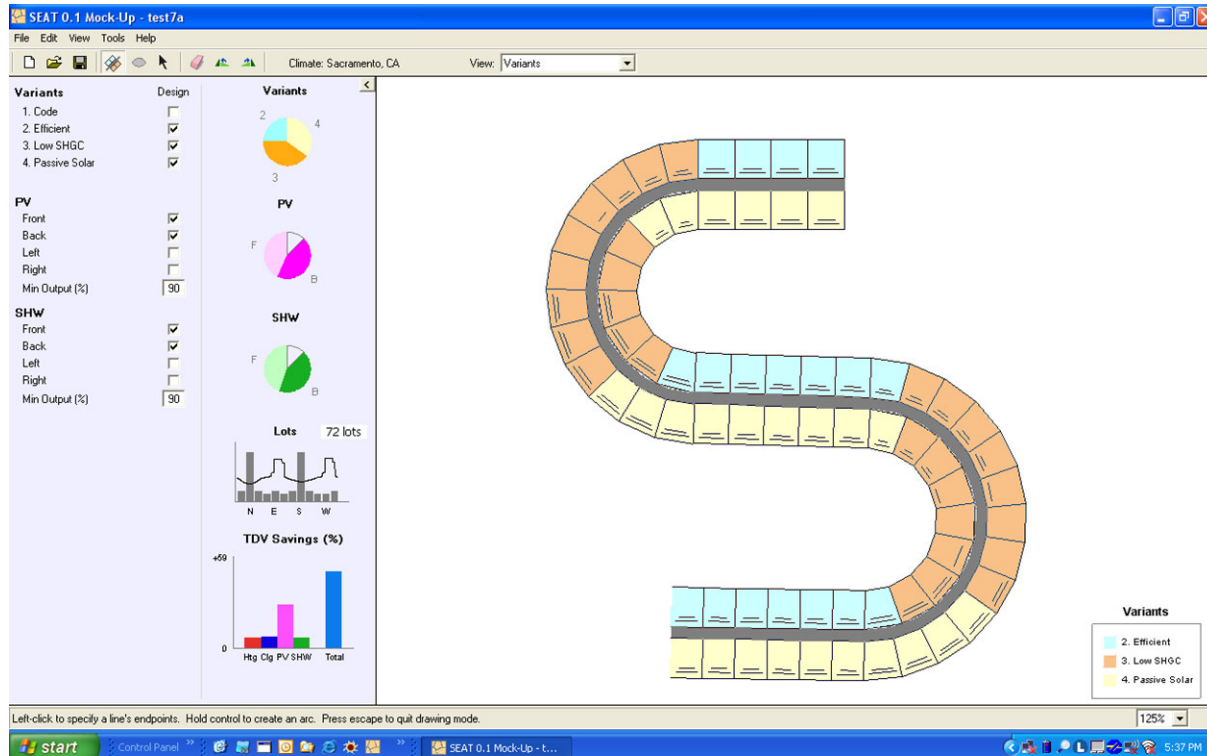 SEAT 0.1 Mock-Up - test7a
File Edit View Tools Help
Climate: Sacramento, CA View: Variants
Variants Design
1. Code
2. Efficient
3. Low SHGC
4. Passive Solar
PV
Front
Back
Left
Right
Min Output (%) 90
SHW
Front
Back
Left
Right
Min Output (%) 90
<
Variants
2
4
3
PV
F
B
SHW
F
B
Lots 72 lots
N E S W
TDV Savings (%)
+59
0
Htg Clg PV SHW Total
Variants
2. Efficient
3. Low SHGC
4. Passive Solar
Left-click to specify a line's endpoints. Hold control to create an arc. Press escape to quit drawing mode.
125%
start Control Panel » » SEAT 0.1 Mock-Up - t... 5:37 PM